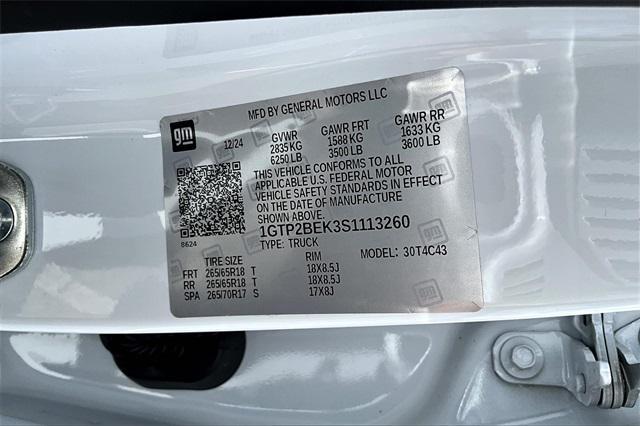 MFD BY GENERAL MOTORS LLC
gm
12/24 GVWR GAWR FRT GAWR RR
2835 KG 1588 KG 1633 KG
6250 LB 3500 LB 3600 LB
THIS VEHICLE CONFORMS TO ALL
APPLICABLE U.S. FEDERAL MOTOR
VEHICLE SAFETY STANDARDS IN EFFECT
ON THE DATE OF MANUFACTURE
SHOWN ABOVE.
8624 1GTP2BEK3S1113260
TYPE: TRUCK MODEL: 30T4C43
TIRE SIZE RIM
FRT 265/65R18 T 18X8.5J
RR 265/65R18 T 18X8.5J
SPA 265/70R17 S 17X8J